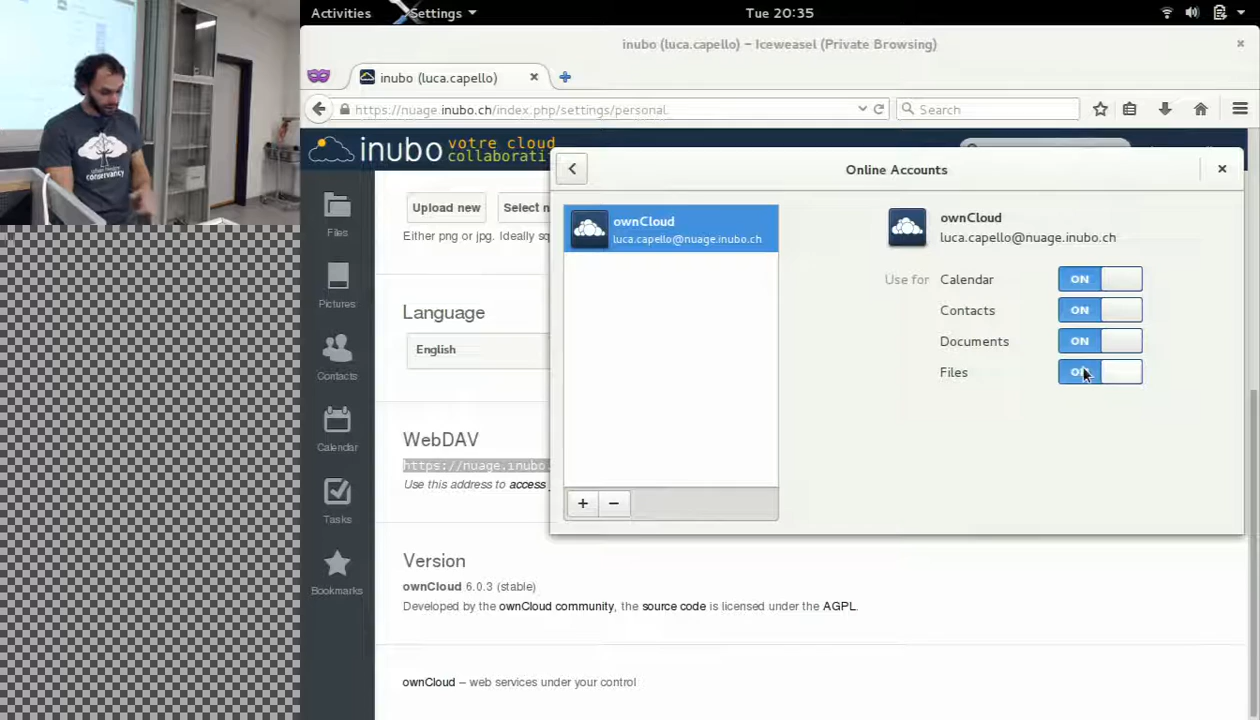 Activities
Settings
Tue 20:35
inubo (luca.capello) – Iceweasel (Private Browsing)
inubo (luca.capello)
https://nuage.inubo.ch/index.php/settings/personal
Search
inubo votre cloud
collaborati
Files
Pictures
Contacts
Calendar
Tasks
Bookmarks
Upload new
Select n
Either png or jpg. Ideally sq
Language
English
WebDAV
https://nuage.inubo.
Use this address to access
Version
ownCloud 6.0.3 (stable)
Developed by the ownCloud community, the source code is licensed under the AGPL.
ownCloud – web services under your control
Online Accounts
ownCloud
luca.capello@nuage.inubo.ch
ownCloud
luca.capello@nuage.inubo.ch
Use for Calendar ON
Contacts ON
Documents ON
Files ON
conservancy